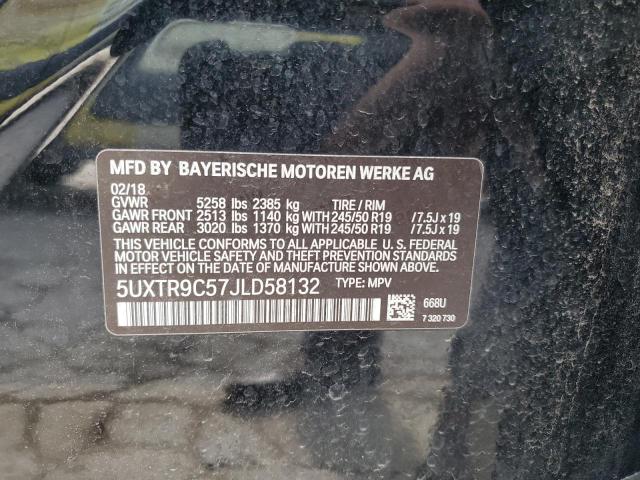 MFD BY BAYERISCHE MOTOREN WERKE AG
02/18
GVWR 5258 lbs 2385 kg TIRE / RIM
GAWR FRONT 2513 lbs 1140 kg WITH 245/50 R19 /7.5J x 19
GAWR REAR 3020 lbs 1370 kg WITH 245/50 R19 /7.5J x 19
THIS VEHICLE CONFORMS TO ALL APPLICABLE U. S. FEDERAL
MOTOR VEHICLE SAFETY AND THEFT PREVENTION STANDARDS
IN EFFECT ON THE DATE OF MANUFACTURE SHOWN ABOVE.
5UXTR9C57JLD58132 TYPE: MPV
668U
7 320 730